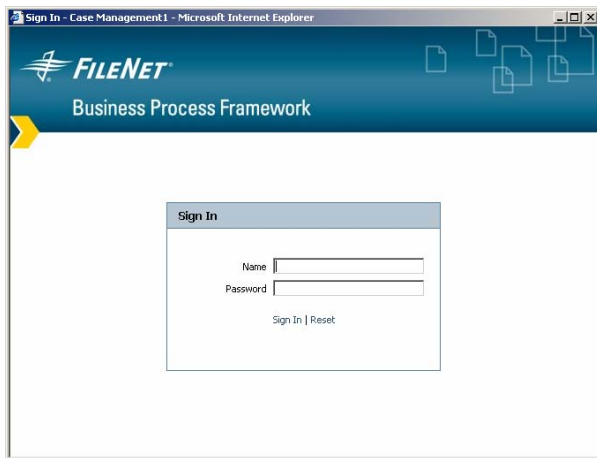 Sign In - Case Management1 - Microsoft Internet Explorer
FILENET
Business Process Framework
Sign In
Name
Password
Sign In | Reset